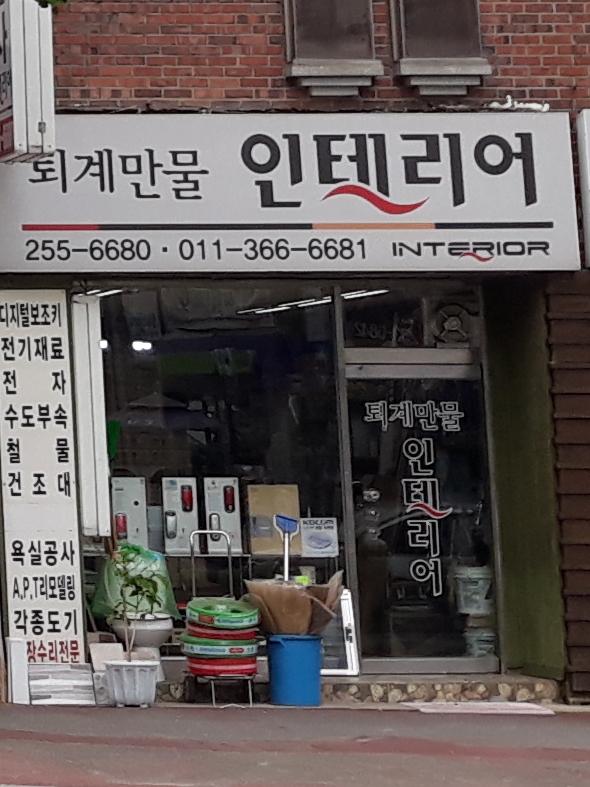 퇴계만물 인테리어
255-6680 · 011-366-6681 INTERIOR
디지털보조키
전기재료
전 자
수도부속
철 물
건 조 대
욕실공사
A,P,T리모델링
각종도기
장수리전문
퇴계만물
인테리어
KOCOM